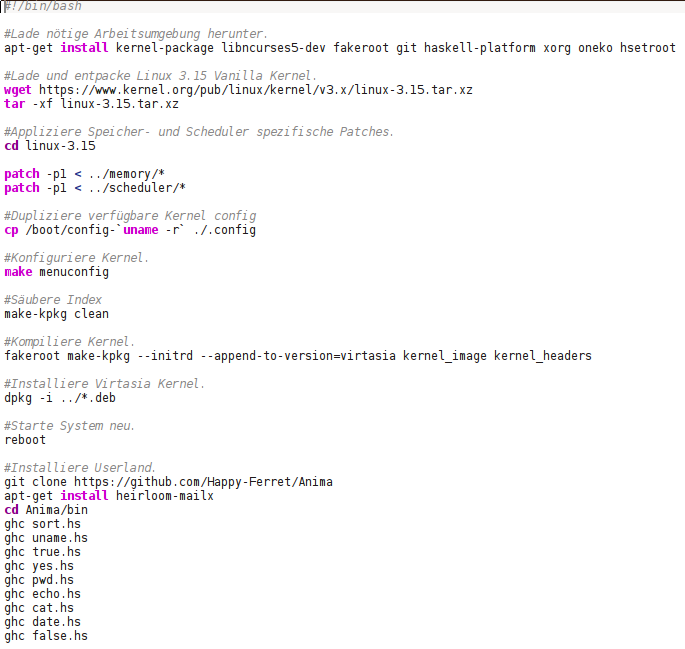 #!/bin/bash
#Lade nötige Arbeitsumgebung herunter.
apt-get install kernel-package libncurses5-dev fakeroot git haskell-platform xorg oneko hsetroot
#Lade und entpacke Linux 3.15 Vanilla Kernel.
wget https://www.kernel.org/pub/linux/kernel/v3.x/linux-3.15.tar.xz
tar -xf linux-3.15.tar.xz
#Appliziere Speicher- und Scheduler spezifische Patches.
cd linux-3.15
patch -p1 < ../memory/*
patch -p1 < ../scheduler/*
#Dupliziere verfügbare Kernel config
cp /boot/config-`uname -r` ./.config
#Konfiguriere Kernel.
make menuconfig
#Säubere Index
make-kpkg clean
#Kompiliere Kernel.
fakeroot make-kpkg --initrd --append-to-version=virtasia kernel_image kernel_headers
#Installiere Virtasia Kernel.
dpkg -i ../*.deb
#Starte System neu.
reboot
#Installiere Userland.
git clone https://github.com/Happy-Ferret/Anima
apt-get install heirloom-mailx
cd Anima/bin
ghc sort.hs
ghc uname.hs
ghc true.hs
ghc yes.hs
ghc pwd.hs
ghc echo.hs
ghc cat.hs
ghc date.hs
ghc false.hs